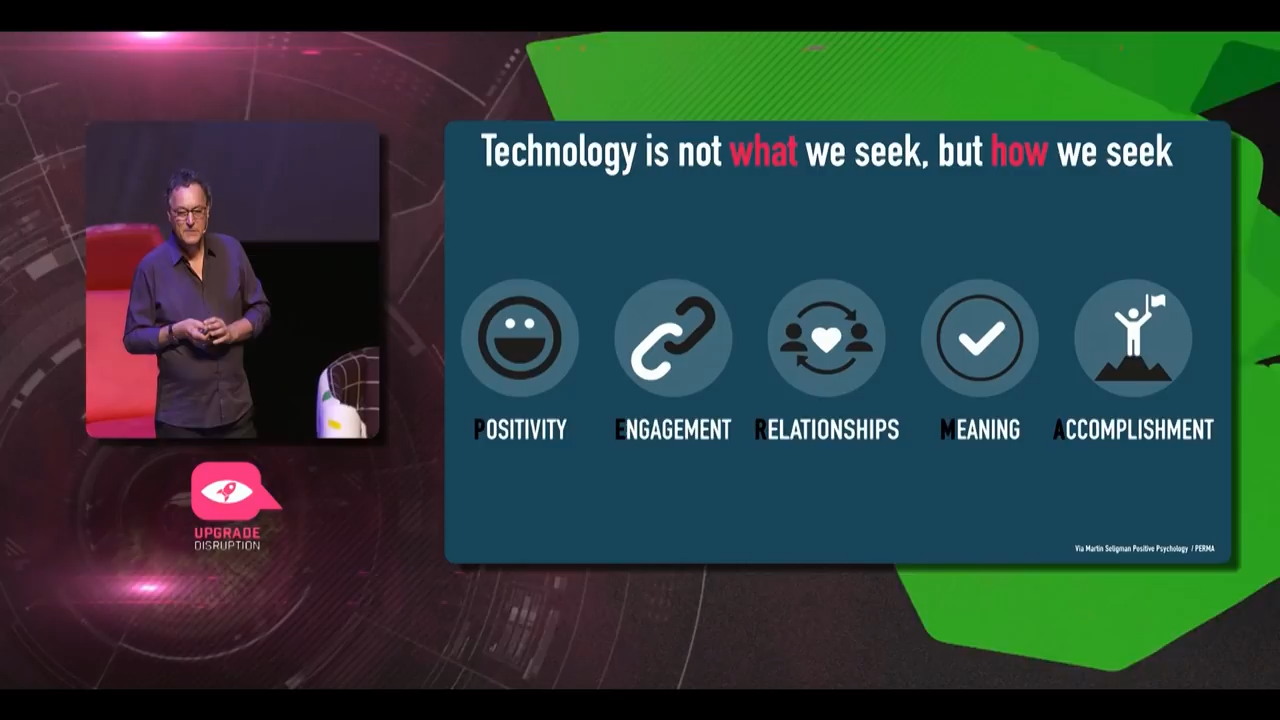 Technology is not what we seek, but how we seek
POSITIVITY
ENGAGEMENT
RELATIONSHIPS
MEANING
ACCOMPLISHMENT
Via Martin Seligman Positive Psychology / PERMA
UPGRADE
DISRUPTION